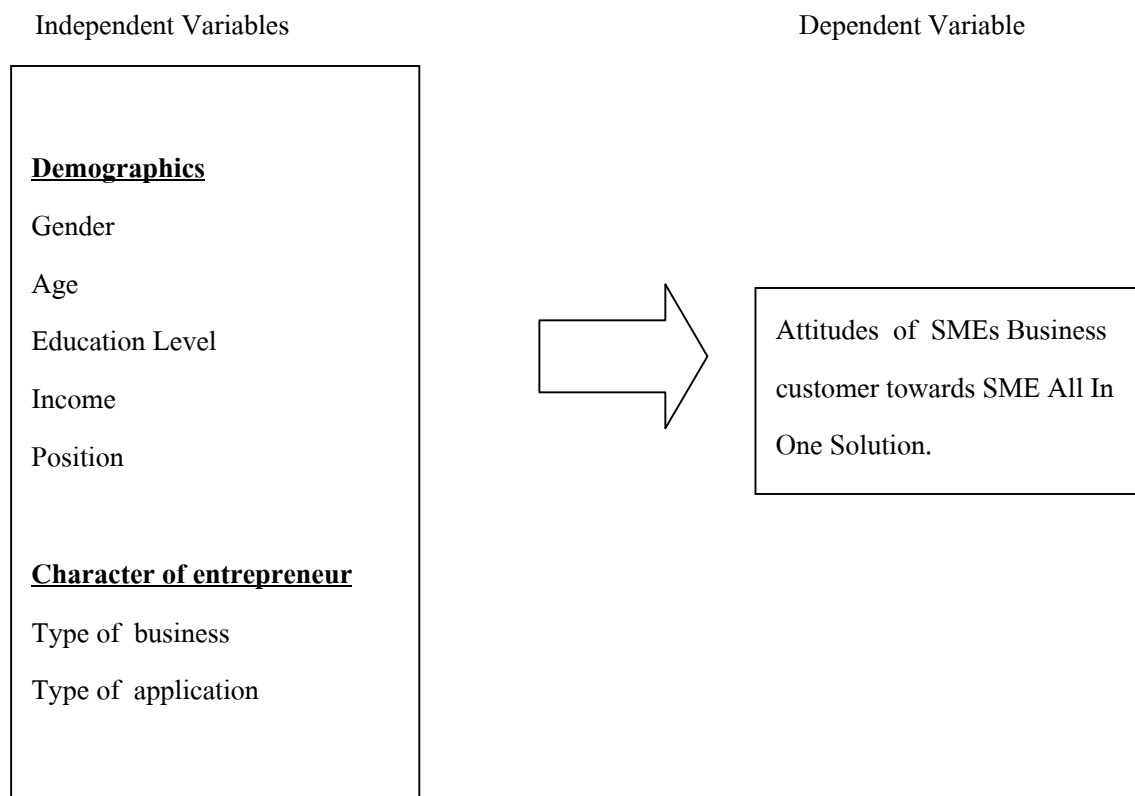 Independent Variables
Dependent Variable
Demographics
Gender
Age
Education Level
Income
Position
Character of entrepreneur
Type of business
Type of application
Attitudes of SMEs Business
customer towards SME All In
One Solution.